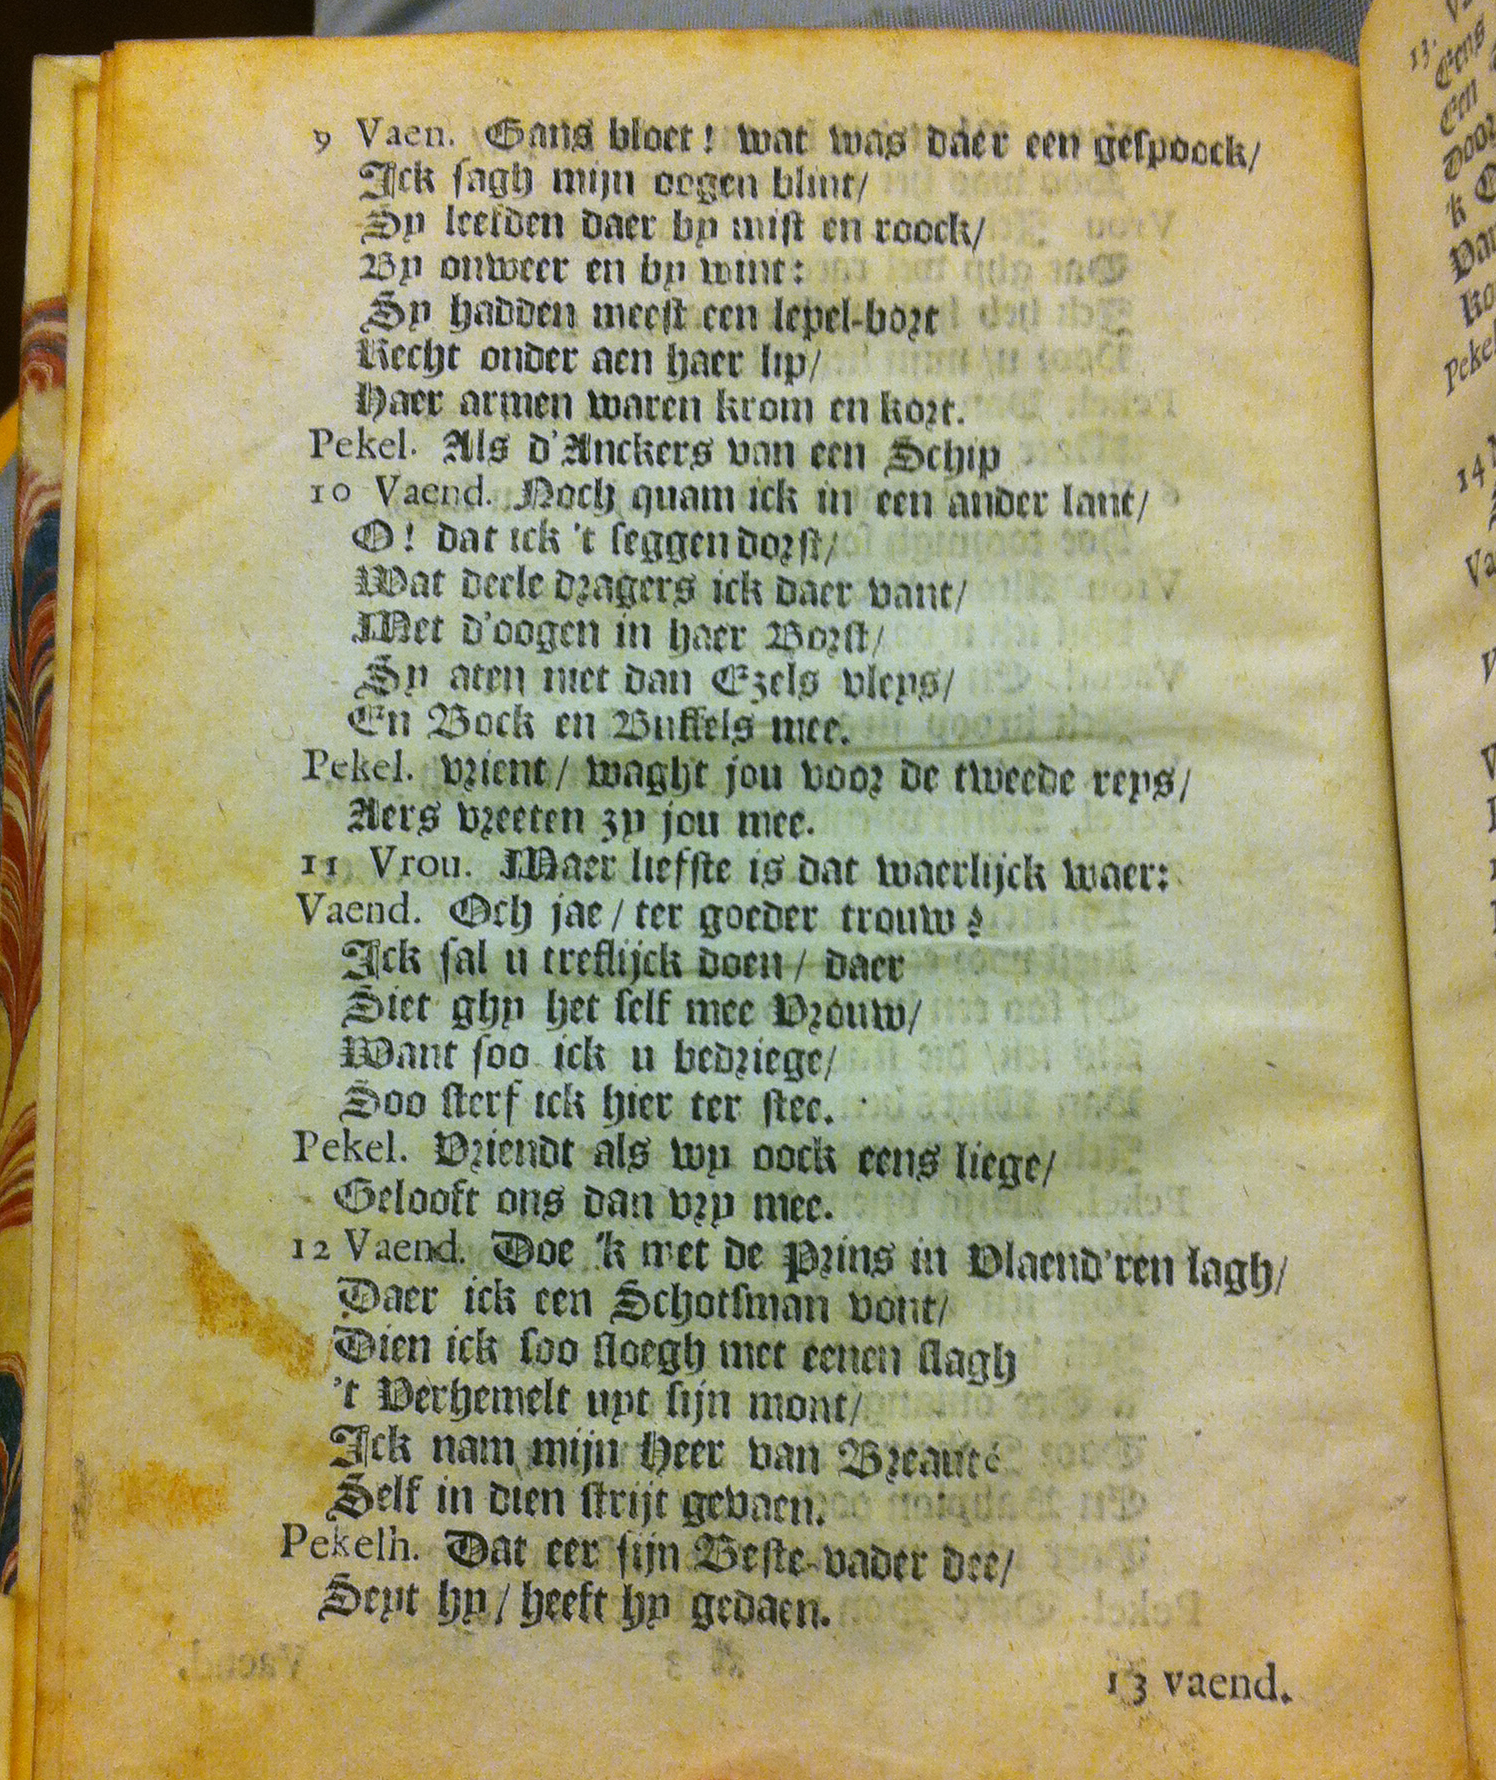 9 Vaen. Gans bloet! wat was daer een gespoock/
Ick sagh mijn oogen blint/
Sy leefden daer by mist en roock/
By onweer en by wint:
Sy hadden meest een lepel-bort
Recht onder aen haer lip/
Haer armen waren krom en kort.
Pekel. Als d'Anckers van een Schip
10 Vaend. Noch quam ick in een ander lant/
O! dat ick 't seggen dorst/
Wat deele dragers ick daer vant/
Met d'oogen in haer Borst/
Sy aten niet dan Ezels vleys/
En Bock en Buffels mee.
Pekel. vrient/ waght jou voor de tweede reys/
Aers vreeten zy jou mee.
11 Vrou. Maer liefste is dat waerlijck waer:
Vaend. Och jae/ ter goeder trouw?
Ick sal u treflijck doen/ daer
Siet ghy het self mee Vrouw/
Want soo ick u bedriege/
Soo sterf ick hier ter stee.
Pekel. Vriendt als wy oock eens liege/
Gelooft ons dan vry mee.
12 Vaend. Doe 'k met de Prins in Vlaend'ren lagh/
Daer ick een Schotsman vont/
Dien ick soo sloegh met eenen slagh
't Verhemelt uyt sijn mont/
Ick nam mijn Heer van Breauté
Self in dien strijt gevaen.
Pekelh. Dat eer sijn Beste-vader dee/
Seyt hy/ heeft hy gedaen.
13 vaend.
13.
Eens
Een
Door
'k
Van
Pekel
14